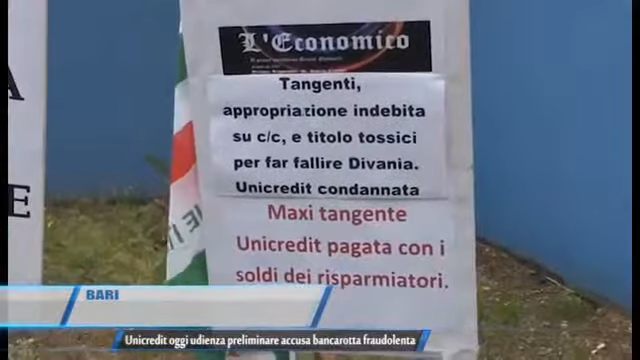 L'Economico
Tangenti,
appropriazione indebita
su c/c, e titolo tossici
per far fallire Divania.
Unicredit condannata
Maxi tangente
Unicredit pagata con i
soldi dei risparmiatori.
BARI
Unicredit oggi udienza preliminare accusa bancarotta fraudolenta